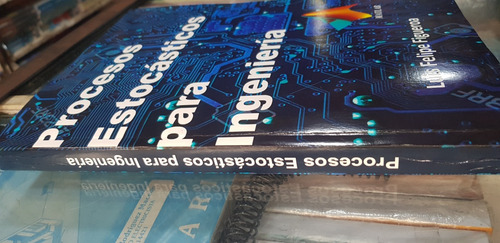 Procesos
Estocásticos
para
Ingeniería
Luis Felipe Figueroa
Procesos Estocásticos para Ingeniería